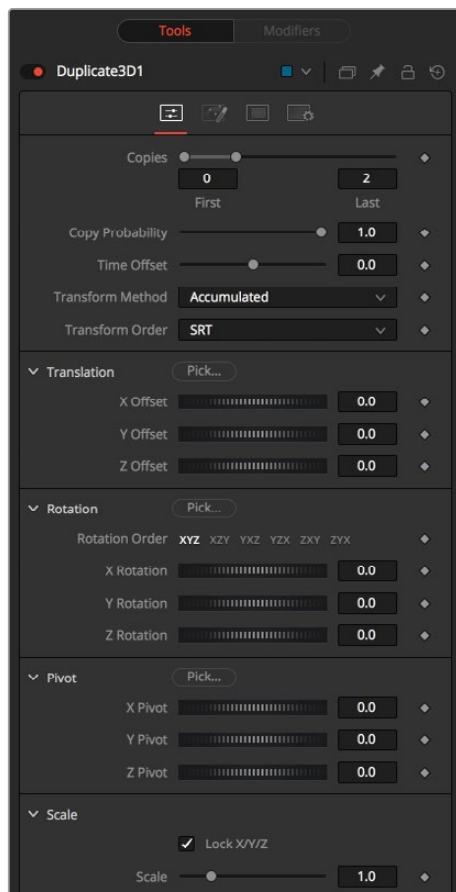 Tools Modifiers
Duplicate3D1
Copies
0 2
First Last
Copy Probability 1.0
Time Offset 0.0
Transform Method Accumulated
Transform Order SRT
Translation Pick...
X Offset 0.0
Y Offset 0.0
Z Offset 0.0
Rotation Pick...
Rotation Order XYZ XZY YXZ YZX ZXY ZYX
X Rotation 0.0
Y Rotation 0.0
Z Rotation 0.0
Pivot Pick...
X Pivot 0.0
Y Pivot 0.0
Z Pivot 0.0
Scale
Lock X/Y/Z
Scale 1.0